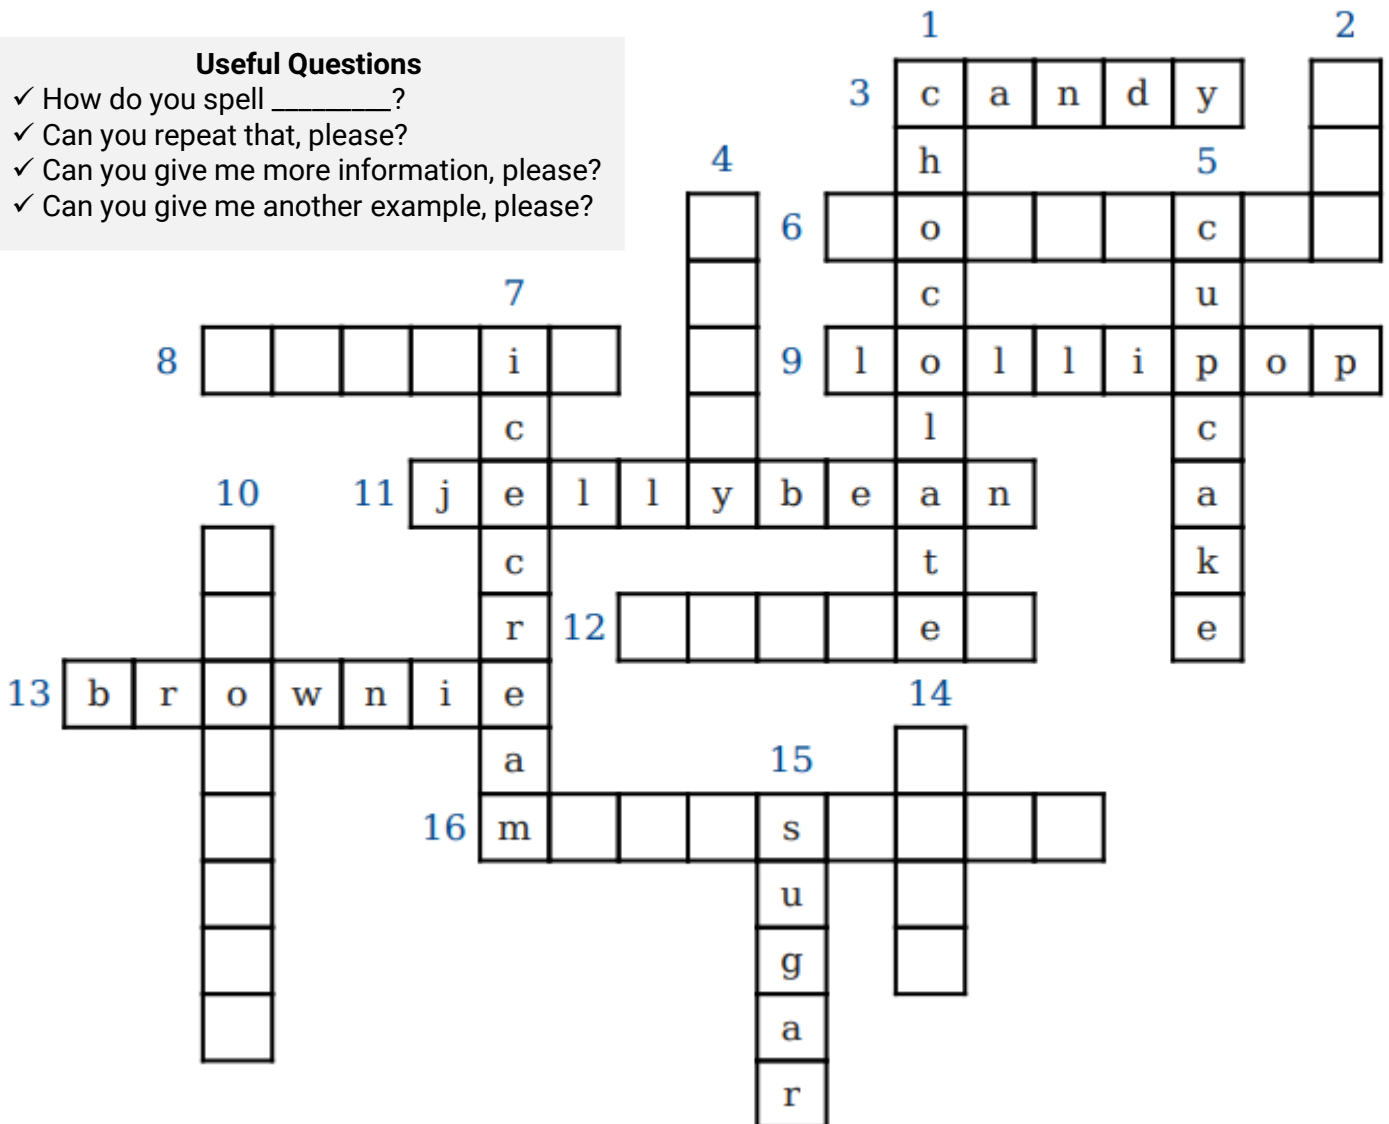 1 2
Useful Questions
3 c a n d y
✓ How do you spell _________?
✓ Can you repeat that, please?
h
4 5
✓ Can you give me more information, please?
✓ Can you give me another example, please?
6 o c
7 c u
8 i 9 l o l l i p o p
c l c
10 11 j e l l y b e a n a
c t k
r 12 e e
13 b r o w n i e 14
a 15
16 m s
u
g
a
r